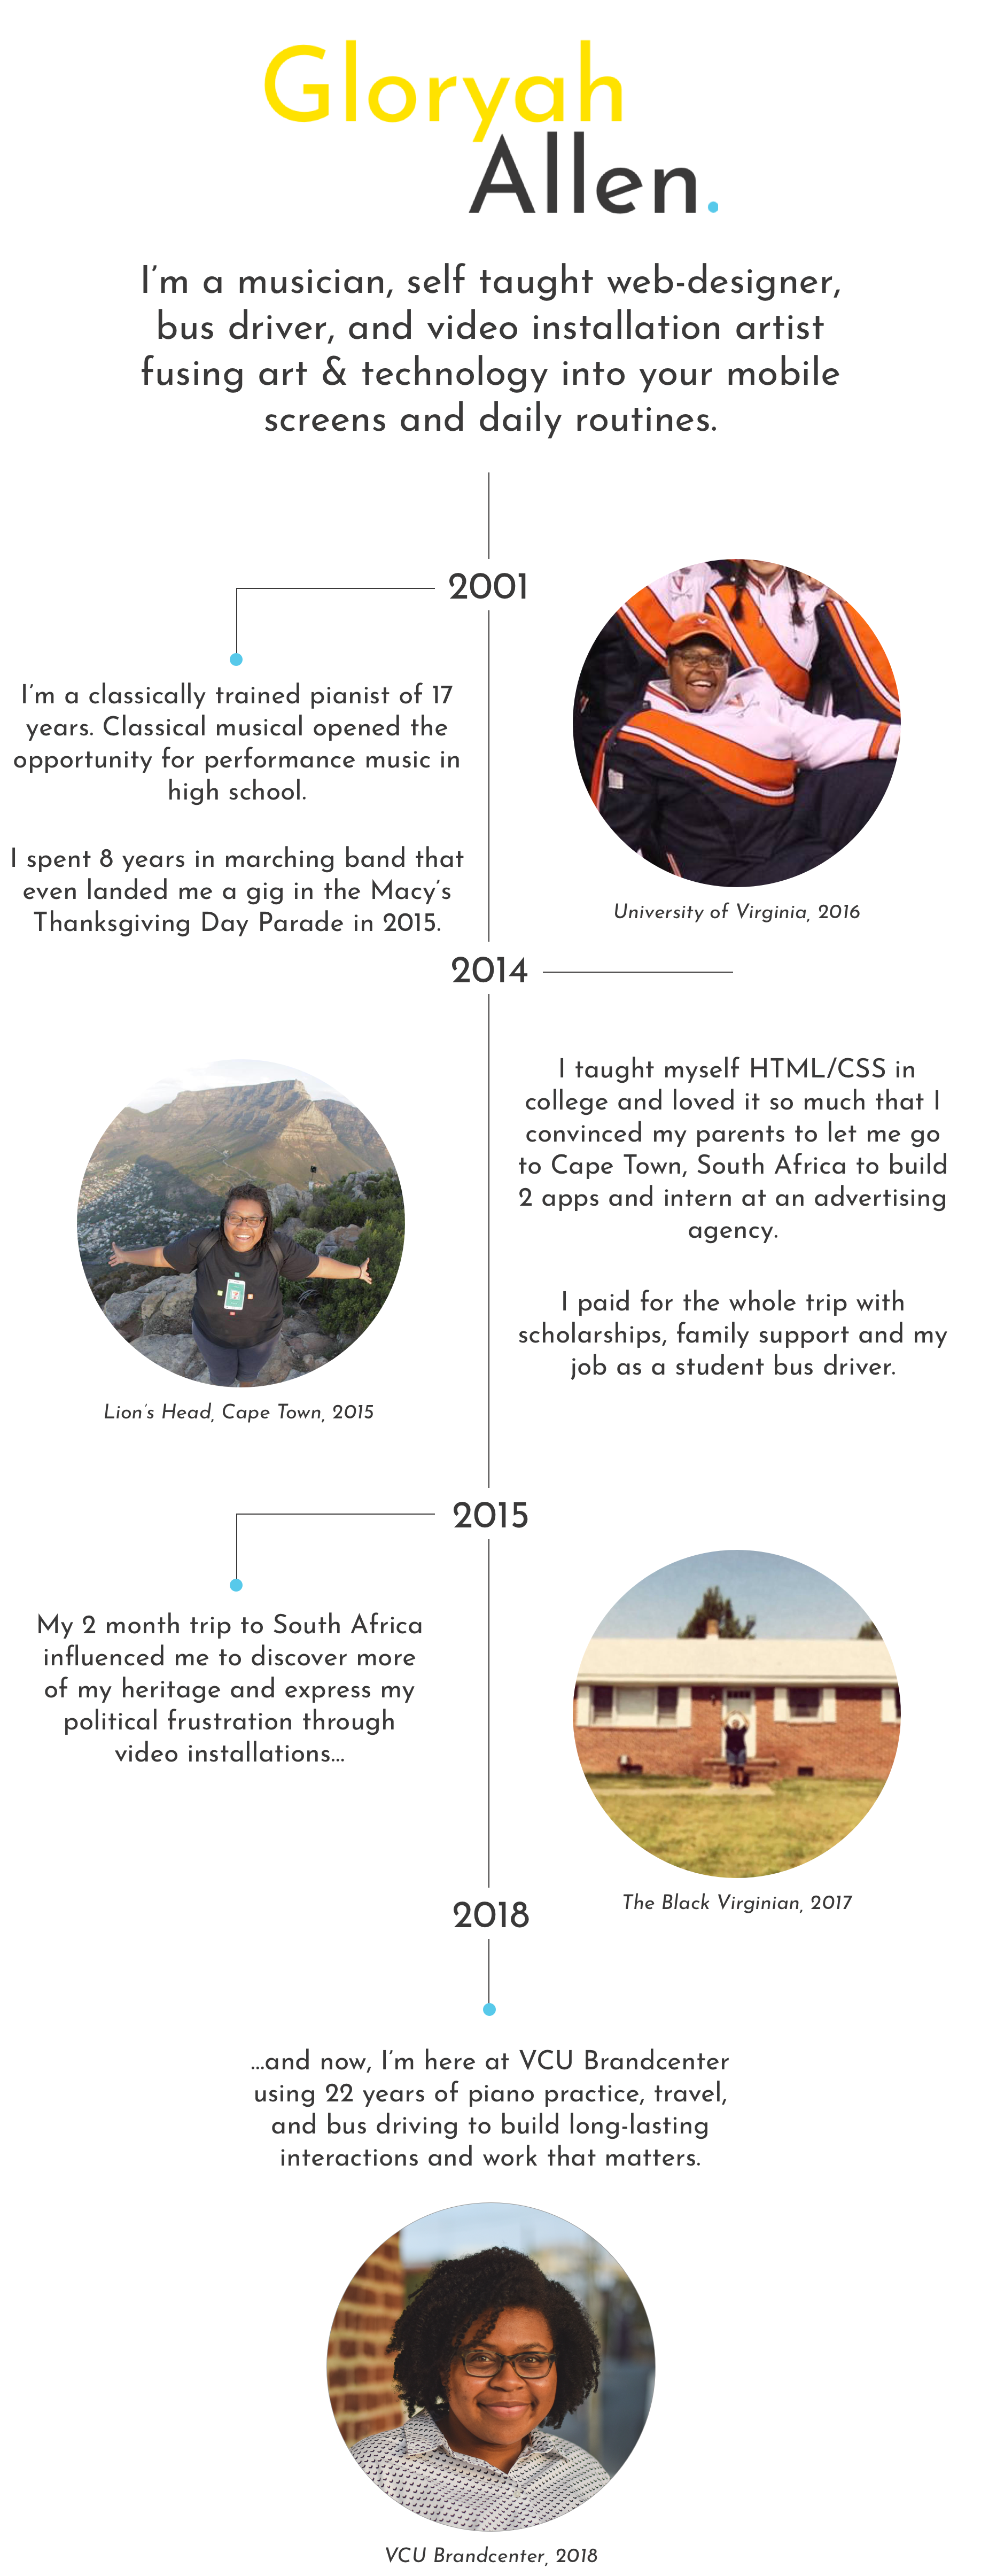 Gloryah
Allen.
I'm a musician, self taught web-designer,
bus driver, and video installation artist
fusing art & technology into your mobile
screens and daily routines.
2001
I'm a classically trained pianist of 17
years. Classical musical opened the
opportunity for performance music in
high school.
I spent 8 years in marching band that
even landed me a gig in the Macy's
Thanksgiving Day Parade in 2015.
University of Virginia, 2016
2014
I taught myself HTML/CSS in
college and loved it so much that I
convinced my parents to let me go
to Cape Town, South Africa to build
2 apps and intern at an advertising
agency.
I paid for the whole trip with
scholarships, family support and my
job as a student bus driver.
Lion's Head, Cape Town, 2015
2015
My 2 month trip to South Africa
influenced me to discover more
of my heritage and express my
political frustration through
video installations...
The Black Virginian, 2017
2018
...and now, I'm here at VCU Brandcenter
using 22 years of piano practice, travel,
and bus driving to build long-lasting
interactions and work that matters.
VCU Brandcenter, 2018